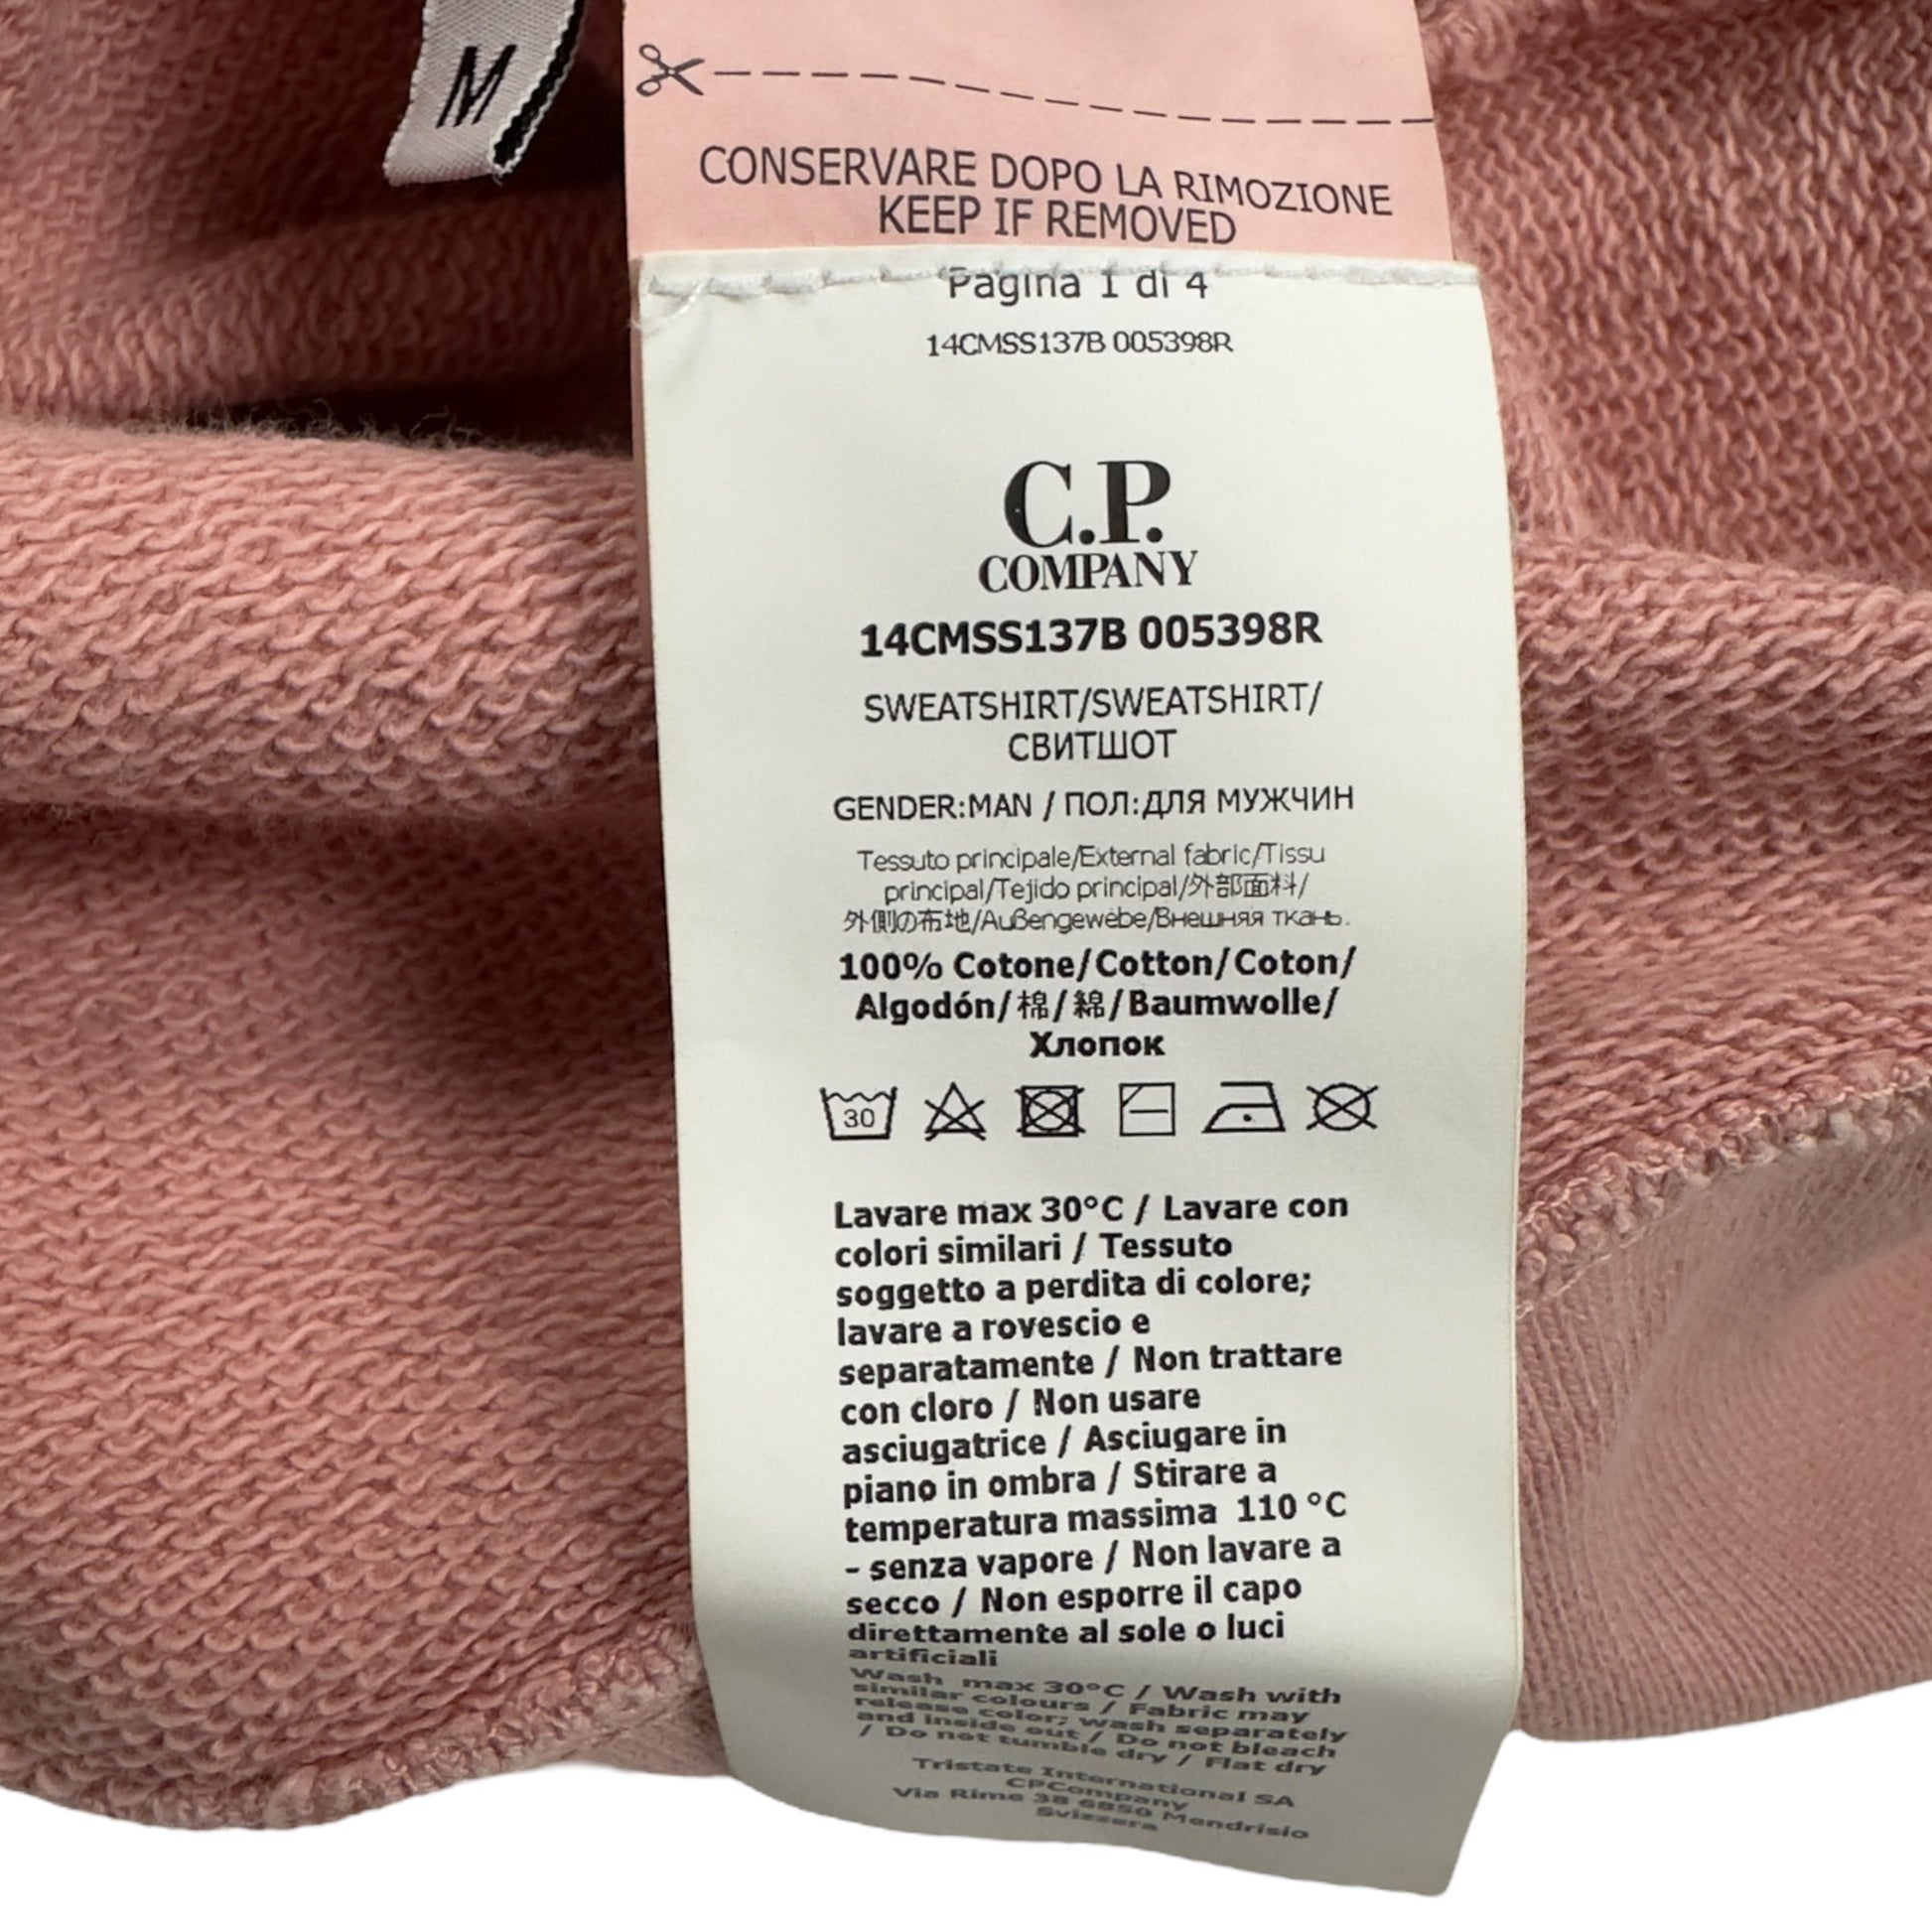 M
CONSERVARE DOPO LA RIMOZIONE
KEEP IF REMOVED
Pagina 1 di 4
14CMSS137B 005398R
C.P.
COMPANY
14CMSS137B 005398R
SWEATSHIRT/SWEATSHIRT/
СВИТШОТ
GENDER:MAN / ПОЛ:ДЛЯ МУЖЧИН
Tessuto principale/External fabric/Tissu
principal/Tejido principal/外部面料/
外側の布地/Außengewebe/Внешняя ткань.
100% Cotone/Cotton/Coton/
Algodón/棉/綿/Baumwolle/
Хлопок
30
Lavare max 30°C / Lavare con
colori similari / Tessuto
soggetto a perdita di colore;
lavare a rovescio e
separatamente / Non trattare
con cloro / Non usare
asciugatrice / Asciugare in
piano in ombra / Stirare a
temperatura massima 110 °C
- senza vapore / Non lavare a
secco / Non esporre il capo
direttamente al sole o luci
artificiali
Wash max 30°C / Wash with
similar colours / Fabric may
release color; wash separately
and inside out / Do not bleach
/ Do not tumble dry / Flat dry
Tristate International SA
CPCompany
Via Rime 38 6850 Mendrisio
Svizzera